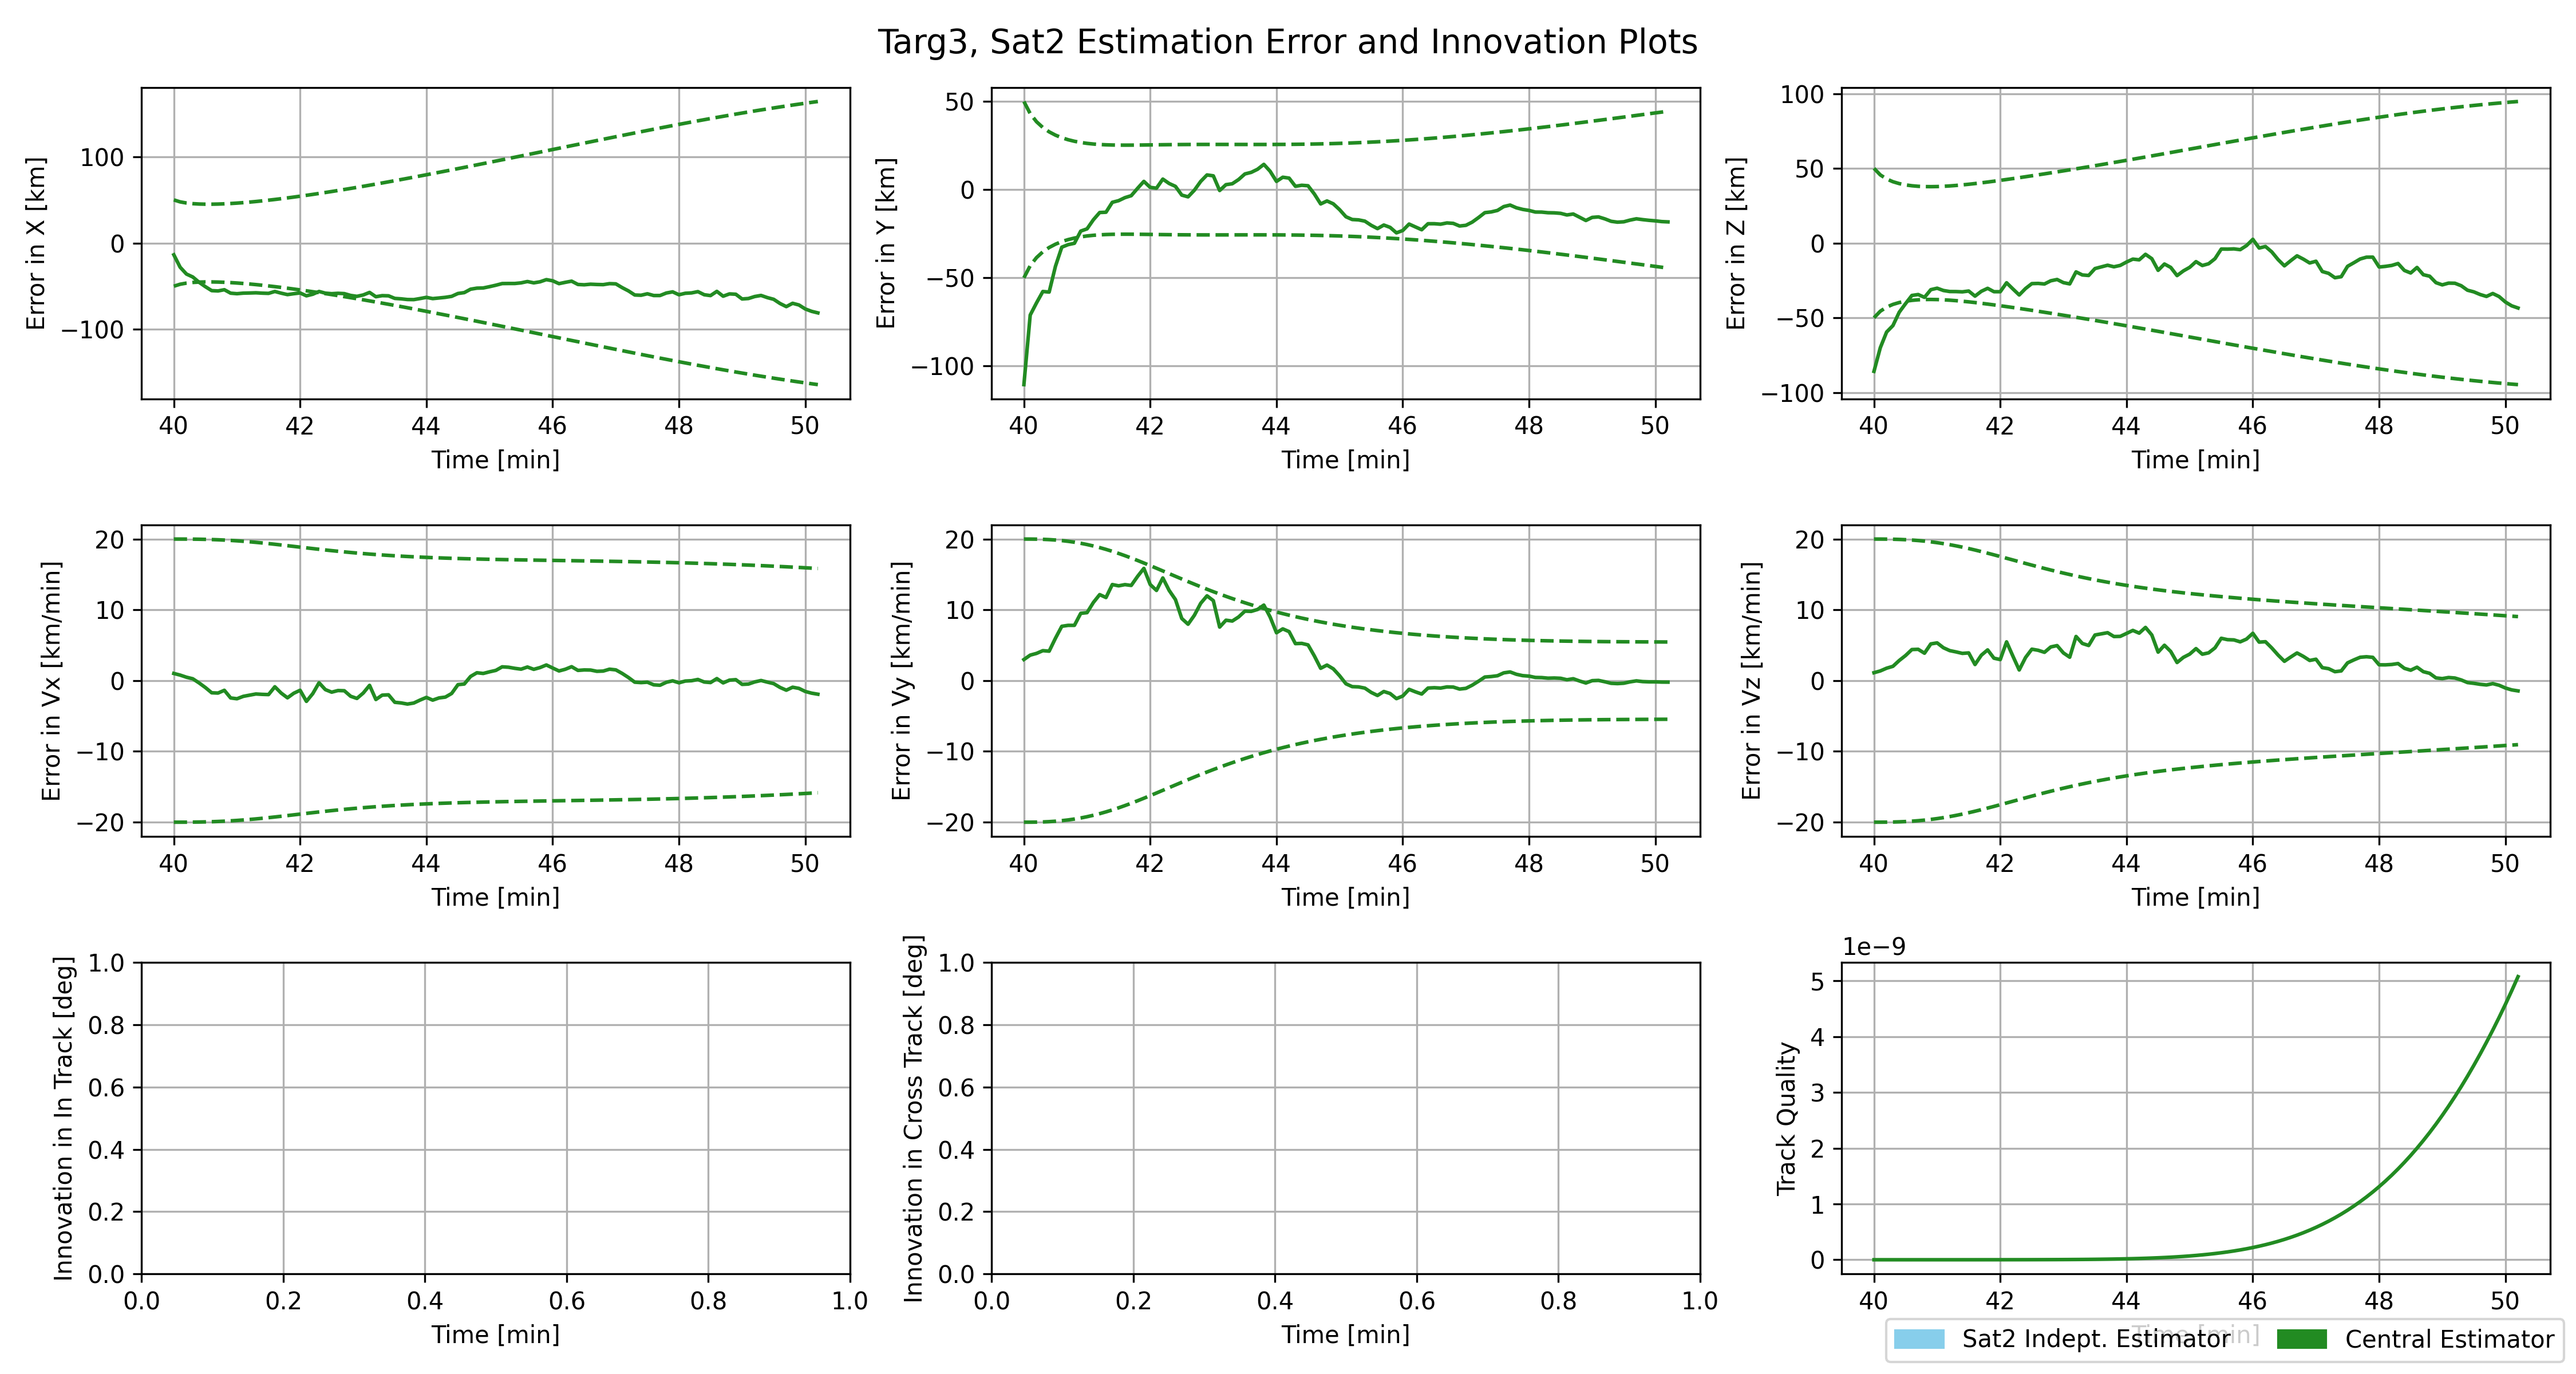 Targ3, Sat2 Estimation Error and Innovation Plots
Error in X [km]
100
0
−100
40 42 44 46 48 50
Time [min]
Error in Y [km]
50
0
−50
−100
40 42 44 46 48 50
Time [min]
Error in Z [km]
100
50
0
−50
−100
40 42 44 46 48 50
Time [min]
Error in Vx [km/min]
20
10
0
−10
−20
40 42 44 46 48 50
Time [min]
Error in Vy [km/min]
20
10
0
−10
−20
40 42 44 46 48 50
Time [min]
Error in Vz [km/min]
20
10
0
−10
−20
40 42 44 46 48 50
Time [min]
Innovation in In Track [deg]
1.0
0.8
0.6
0.4
0.2
0.0
0.0 0.2 0.4 0.6 0.8 1.0
Time [min]
Innovation in Cross Track [deg]
1.0
0.8
0.6
0.4
0.2
0.0
0.0 0.2 0.4 0.6 0.8 1.0
Time [min]
1e−9
Track Quality
5
4
3
2
1
0
40 42 44 46 48 50
Time [min]
Sat2 Indept. Estimator
Central Estimator